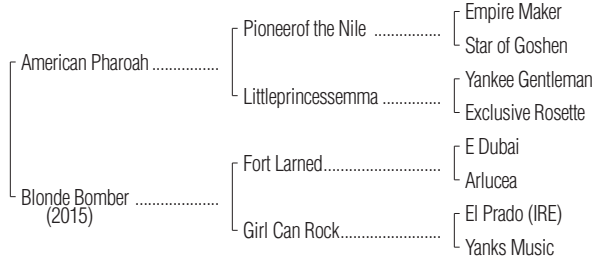 Empire Maker
Pioneerof the Nile ................
Star of Goshen
American Pharoah ................
Yankee Gentleman
Littleprincessemma ..............
Exclusive Rosette
E Dubai
Fort Larned............................
Arlucea
Blonde Bomber ....................
(2015)
El Prado (IRE)
Girl Can Rock........................
Yanks Music